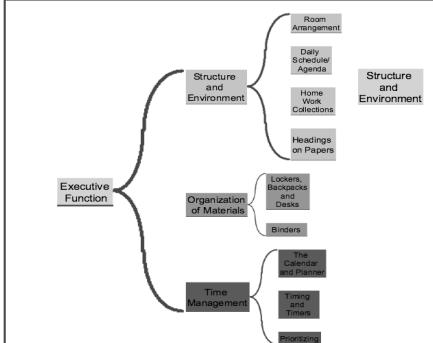 Executive
Function
Structure
and
Environment
Room
Arrangement
Daily
Schedule/
Agenda
Home
Work
Collections
Headings
on Papers
Structure
and
Environment
Organization
of Materials
Lockers,
Backpacks
and
Desks
Binders
Time
Management
The
Calendar
and Planner
Timing
and
Timers
Prioritizing